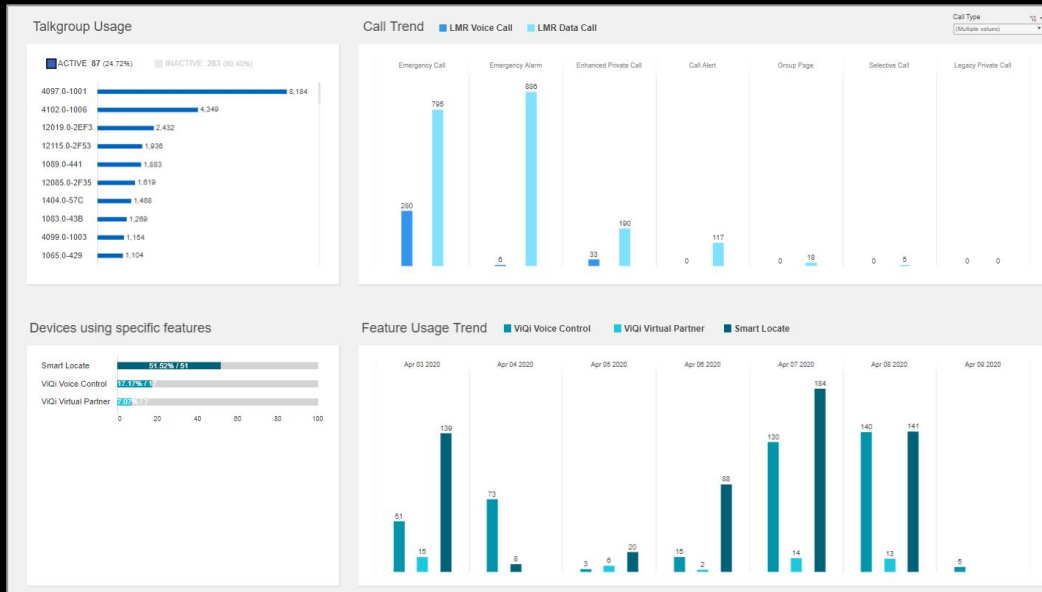 Talkgroup Usage
ACTIVE 87 (24.72%)
INACTIVE 283 (80.40%)
4097.0-1001 8,184
4102.0-1006 4,349
12019.0-2EF3 2,432
12115.0-2F53 1,936
1089.0-441 1,883
12085.0-2F35 1,619
1404.0-57C 1,468
1083.0-43B 1,269
4099.0-1003 1,154
1065.0-429 1,104
Call Trend LMR Voice Call LMR Data Call
Call Type
(Multiple values)
Emergency Call Emergency Alarm Enhanced Private Call Call Alert Group Page Selective Call Legacy Private Call
280 795 6 886 33 190 0 117 0 18 0 5 0 0
Devices using specific features
Smart Locate 51.52% / 51
ViQi Voice Control 17.17% / 17
ViQi Virtual Partner 7.07% / 7
0 20 40 60 80 100
Feature Usage Trend ViQi Voice Control ViQi Virtual Partner Smart Locate
Apr 03 2020 Apr 04 2020 Apr 05 2020 Apr 06 2020 Apr 07 2020 Apr 08 2020 Apr 09 2020
51 15 139 73 8 3 6 20 15 2 88 130 14 184 140 13 141 5